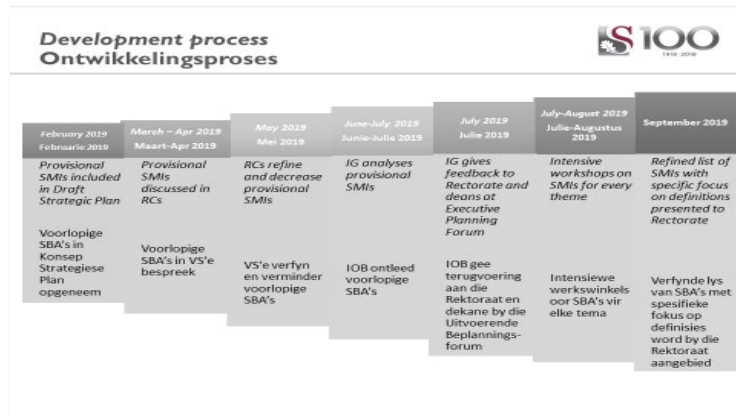 Development process
Ontwikkelingsproses
S100
1918 · 2018
February 2019
Februarie 2019
Provisional
SMIs included
in Draft
Strategic Plan
Voorlopige
SBA's in
Konsep
Strategiese
Plan
opgeneem
March – Apr 2019
Maart-Apr 2019
Provisional
SMIs
discussed in
RCs
Voorlopige
SBA's in VS'e
bespreek
May 2019
Mei 2019
RCs refine
and decrease
provisional
SMIs
VS'e verfyn
en verminder
voorlopige
SBA's
June-July 2019
Junie-Julie 2019
IG analyses
provisional
SMIs
IOB ontleed
voorlopige
SBA's
July 2019
Julie 2019
IG gives
feedback to
Rectorate and
deans at
Executive
Planning
Forum
IOB gee
terugvoering
aan die
Rektoraat en
dekane by die
Uitvoerende
Beplannings-
forum
July-August 2019
Julie-Augustus
2019
Intensive
workshops on
SMIs for every
theme
Intensiewe
werkswinkels
oor SBA's vir
elke tema
September 2019
Refined list of
SMIs with
specific focus
on definitions
presented to
Rectorate
Verfynde lys
van SBA's met
spesifieke
fokus op
definisies
word by die
Rektoraat
aangebied